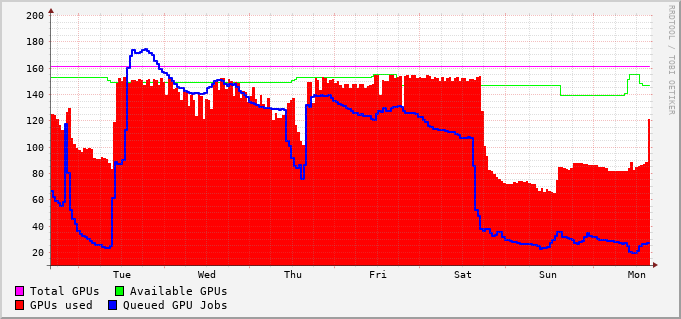 200
180
160
140
120
100
80
60
40
20
Tue Wed Thu Fri Sat Sun Mon
Total GPUs Available GPUs
GPUs used Queued GPU Jobs
RRDTOOL / TOBI OETIKER